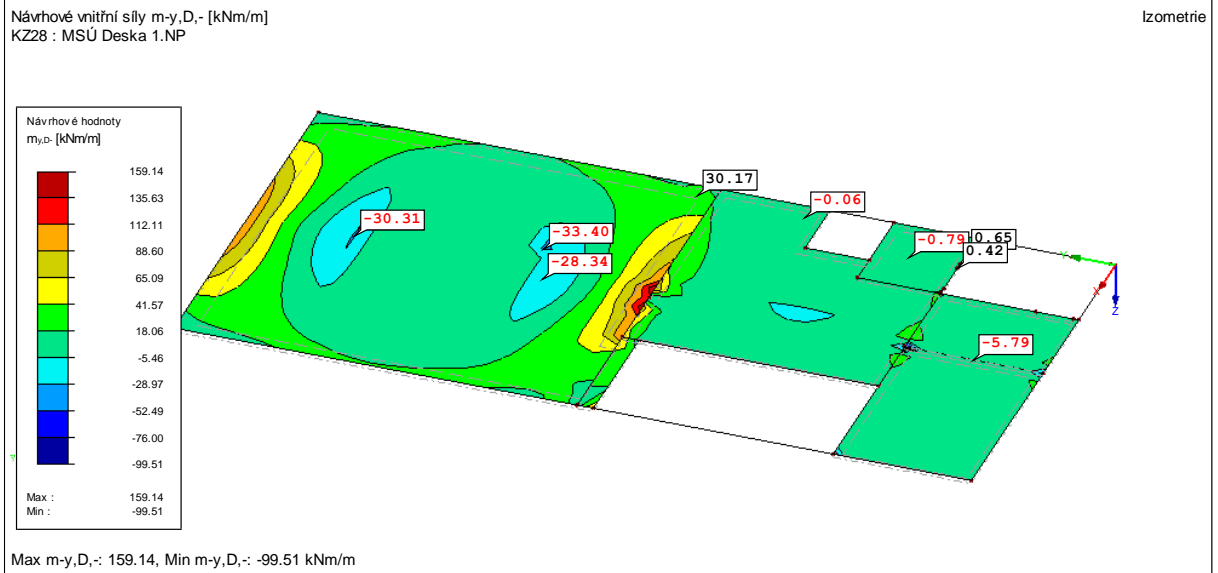 Návrhové vnitřní síly m-y,D,- [kNm/m]
Izometrie
KZ28 : MSÚ Deska 1.NP
Návrhové hodnoty
my,D- [kNm/m]
159.14
135.63
112.11
88.60
65.09
41.57
18.06
-5.46
-28.97
-52.49
-76.00
-99.51
Max : 159.14
Min : -99.51
30.17
-0.06
-30.31
-33.40
-28.34
-0.79
0.65
0.42
-5.79
X
Z
Max m-y,D,-: 159.14, Min m-y,D,-: -99.51 kNm/m